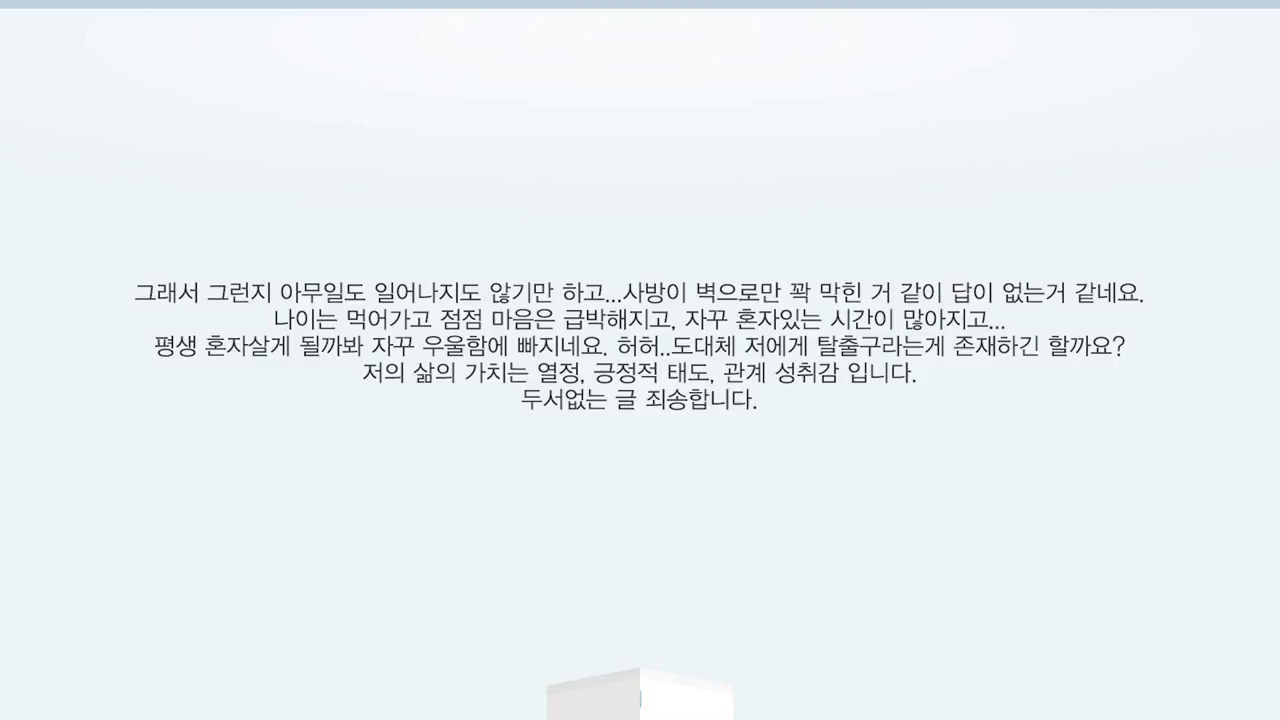 그래서 그런지 아무일도 일어나지도 않기만 하고...사방이 벽으로만 꽉 막힌 거 같이 답이 없는거 같네요.
나이는 먹어가고 점점 마음은 급박해지고, 자꾸 혼자있는 시간이 많아지고...
평생 혼자살게 될까봐 자꾸 우울함에 빠지네요. 허허..도대체 저에게 탈출구라는게 존재하긴 할까요?
저의 삶의 가치는 열정, 긍정적 태도, 관계 성취감 입니다.
두서없는 글 죄송합니다.